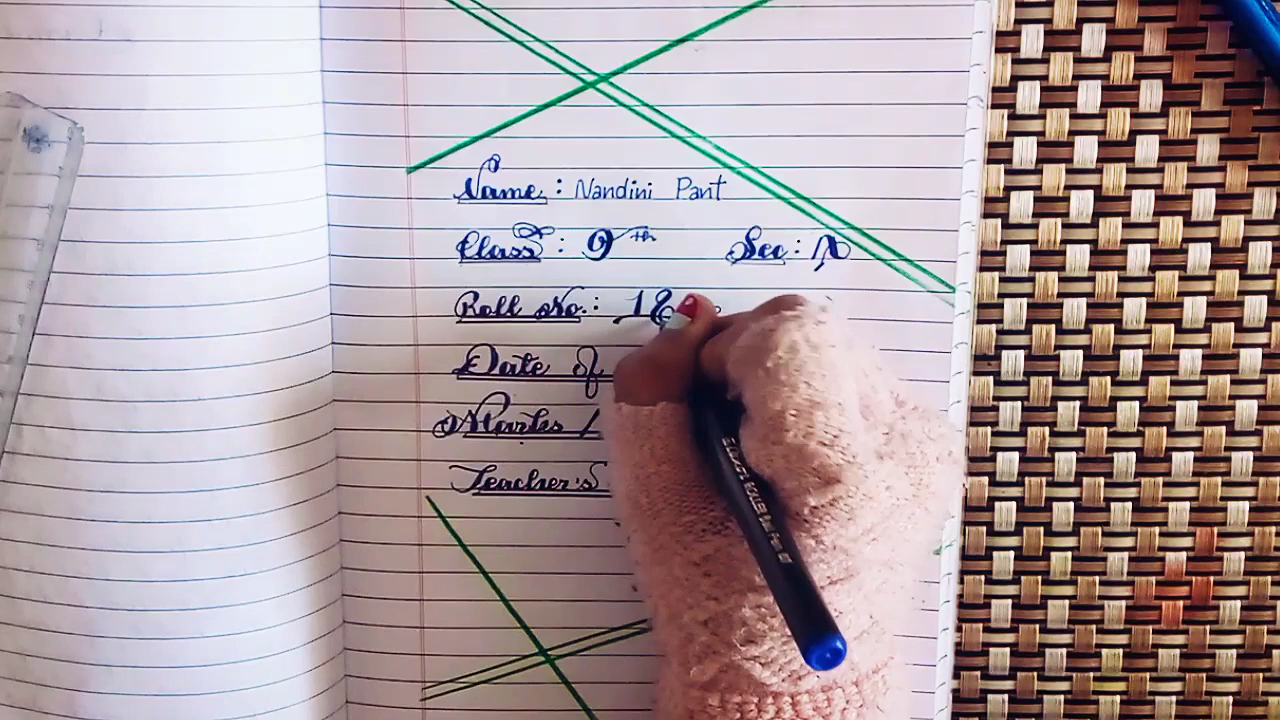 Name : Nandini Pant
Class : 9th Sec : A
Roll No. : 18
Date of
Marks /
Teacher's